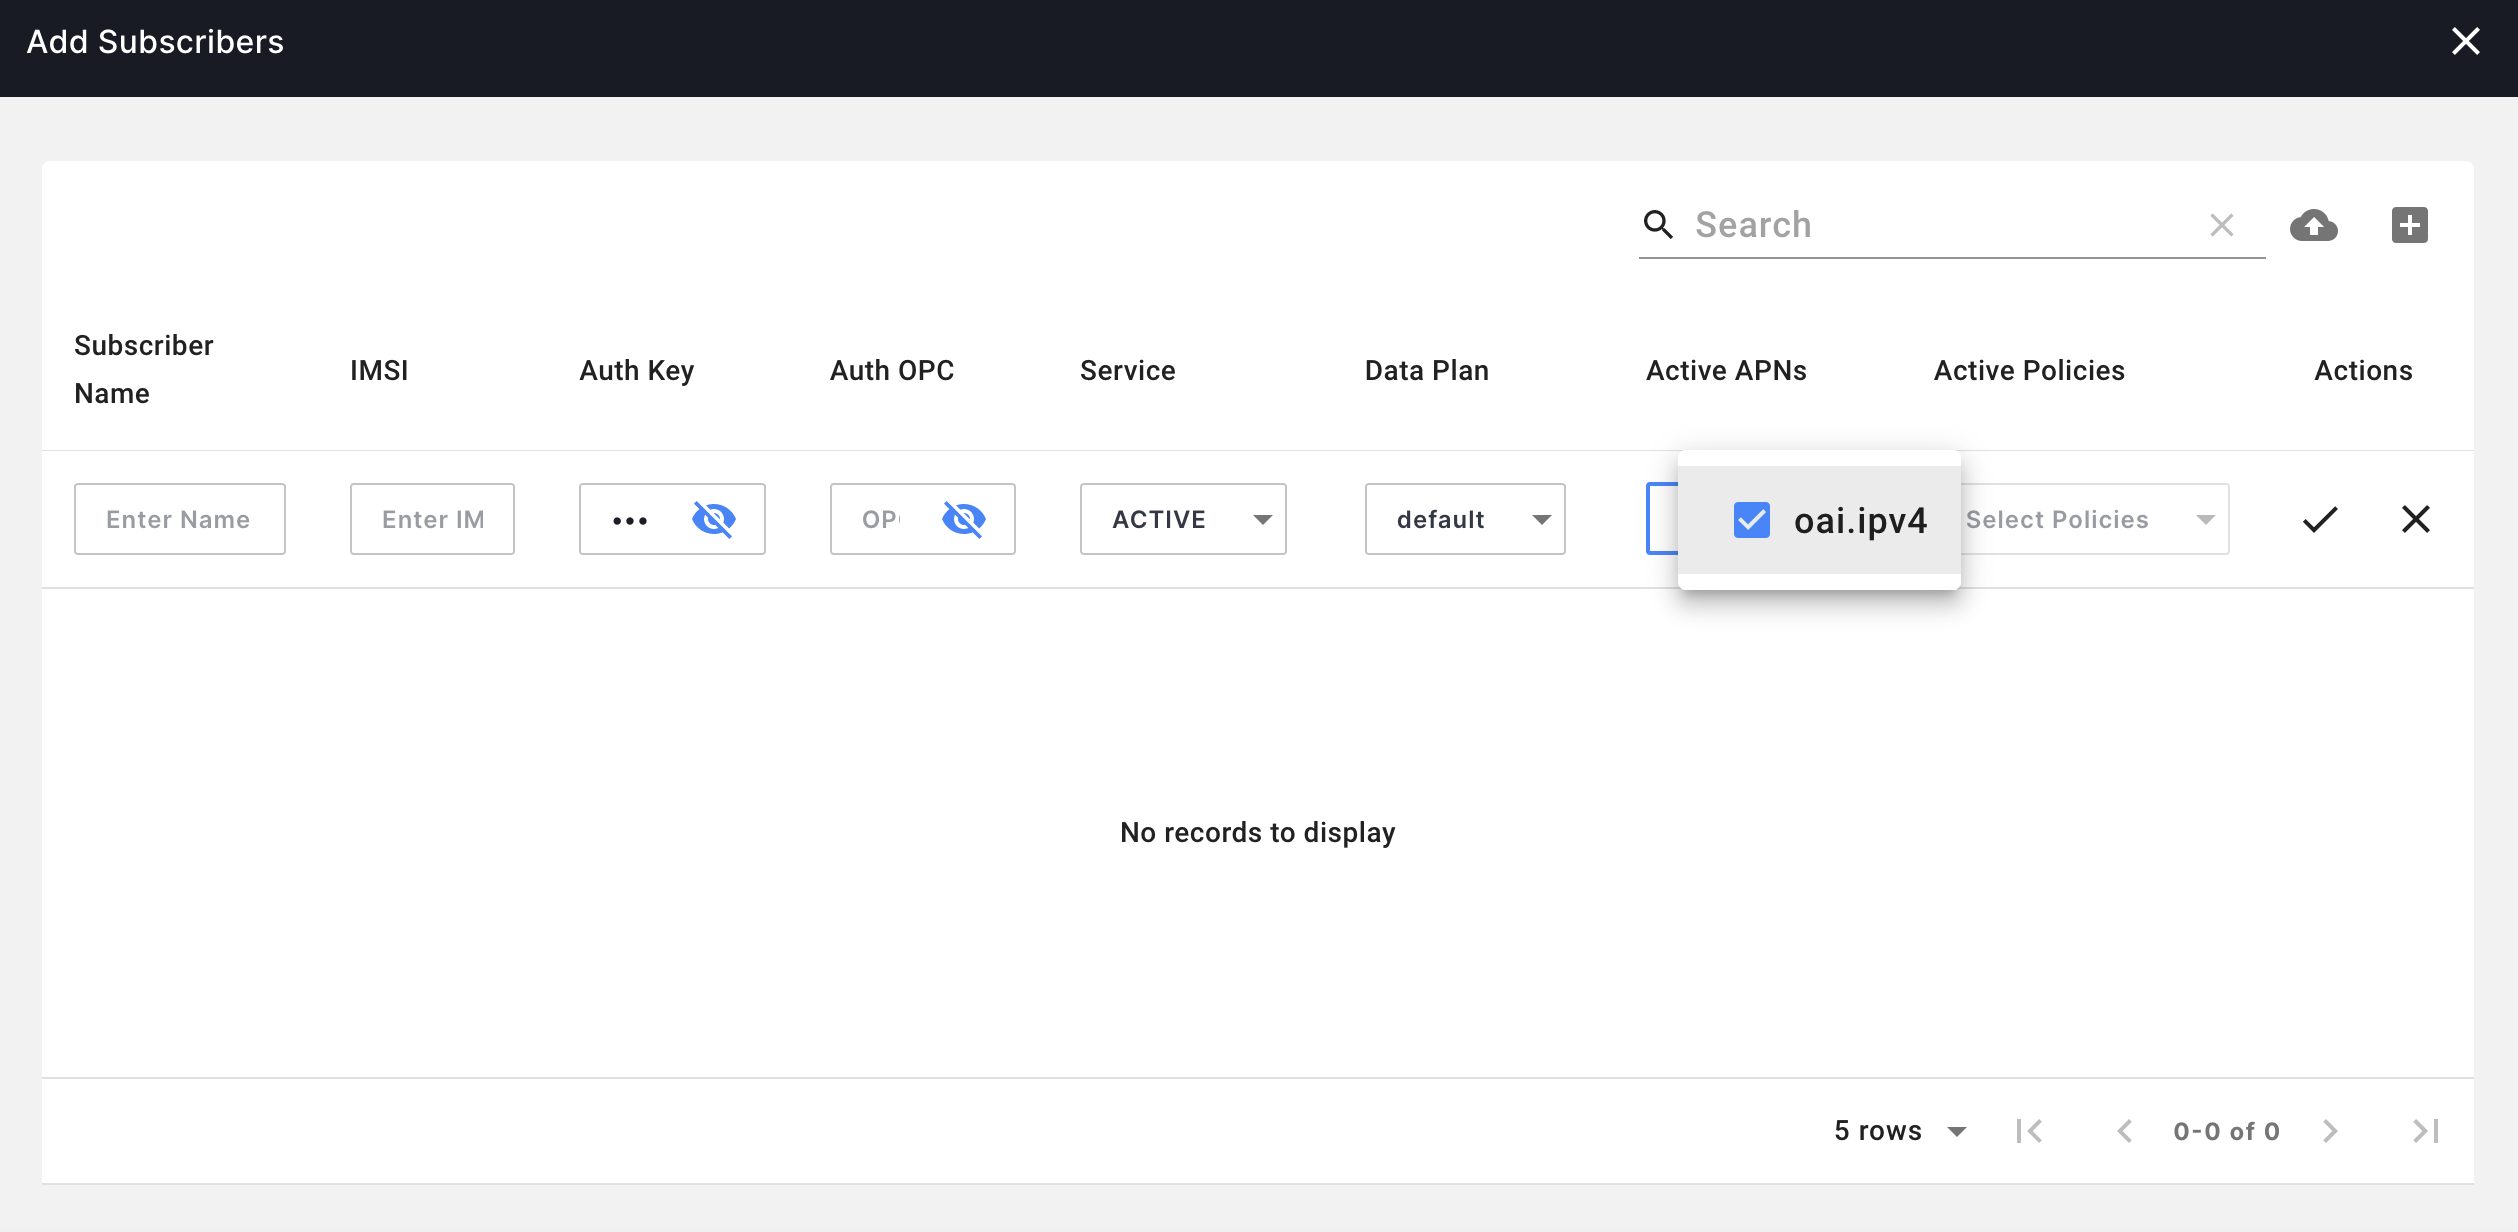 Add Subscribers
Search
Subscriber
Name
IMSI
Auth Key
Auth OPC
Service
Data Plan
Active APNs
Active Policies
Actions
Enter Name
Enter IM
•••
OP
ACTIVE
default
oai.ipv4
Select Policies
No records to display
5 rows
0-0 of 0